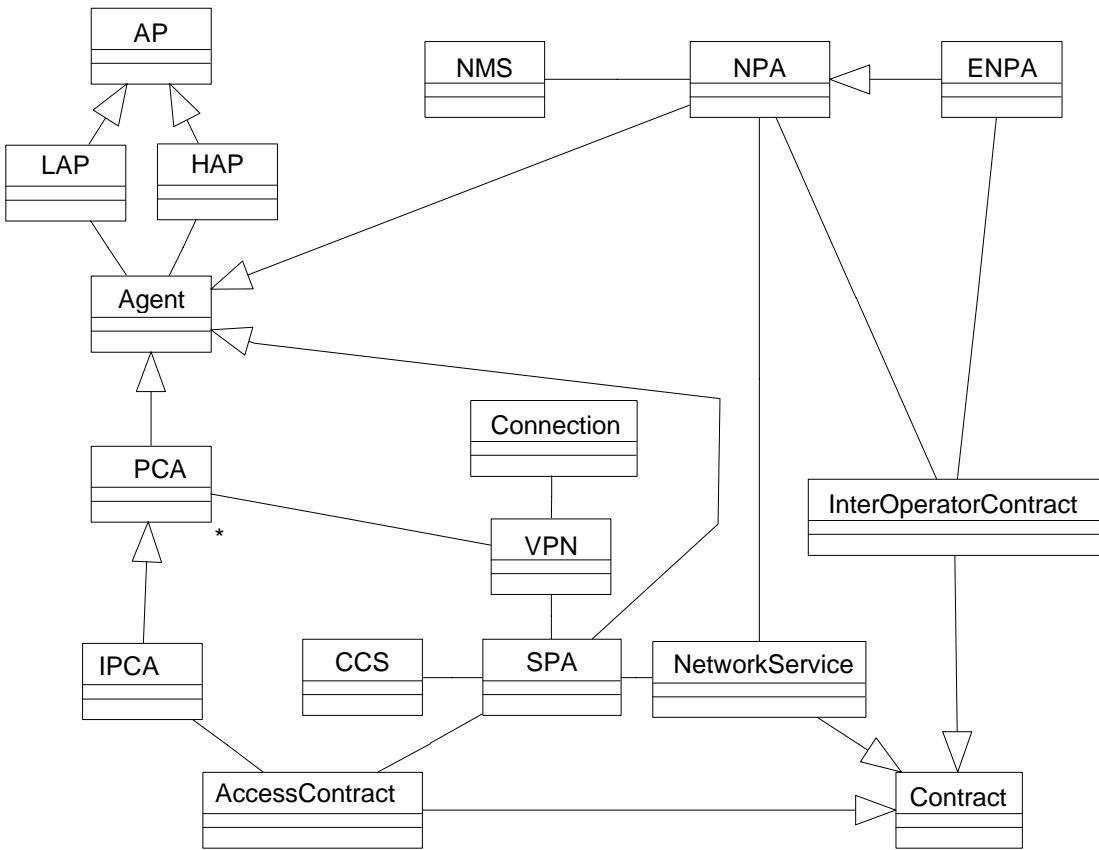 AP
NMS
NPA
ENPA
LAP
HAP
Agent
Connection
PCA
*
InterOperatorContract
VPN
IPCA
CCS
SPA
NetworkService
AccessContract
Contract